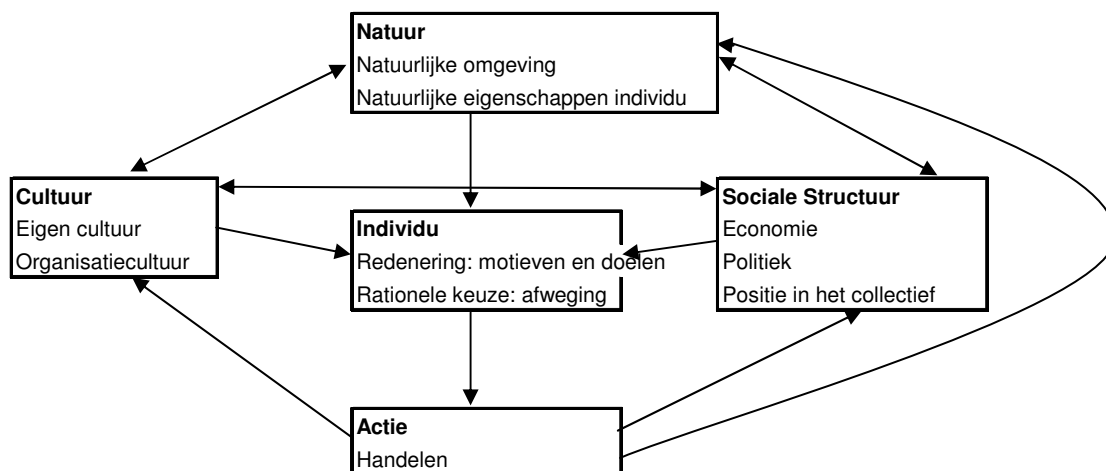 Natuur
Natuurlijke omgeving
Natuurlijke eigenschappen individu
Cultuur
Eigen cultuur
Organisatiecultuur
Individu
Redenering: motieven en doelen
Rationele keuze: afweging
Sociale Structuur
Economie
Politiek
Positie in het collectief
Actie
Handelen